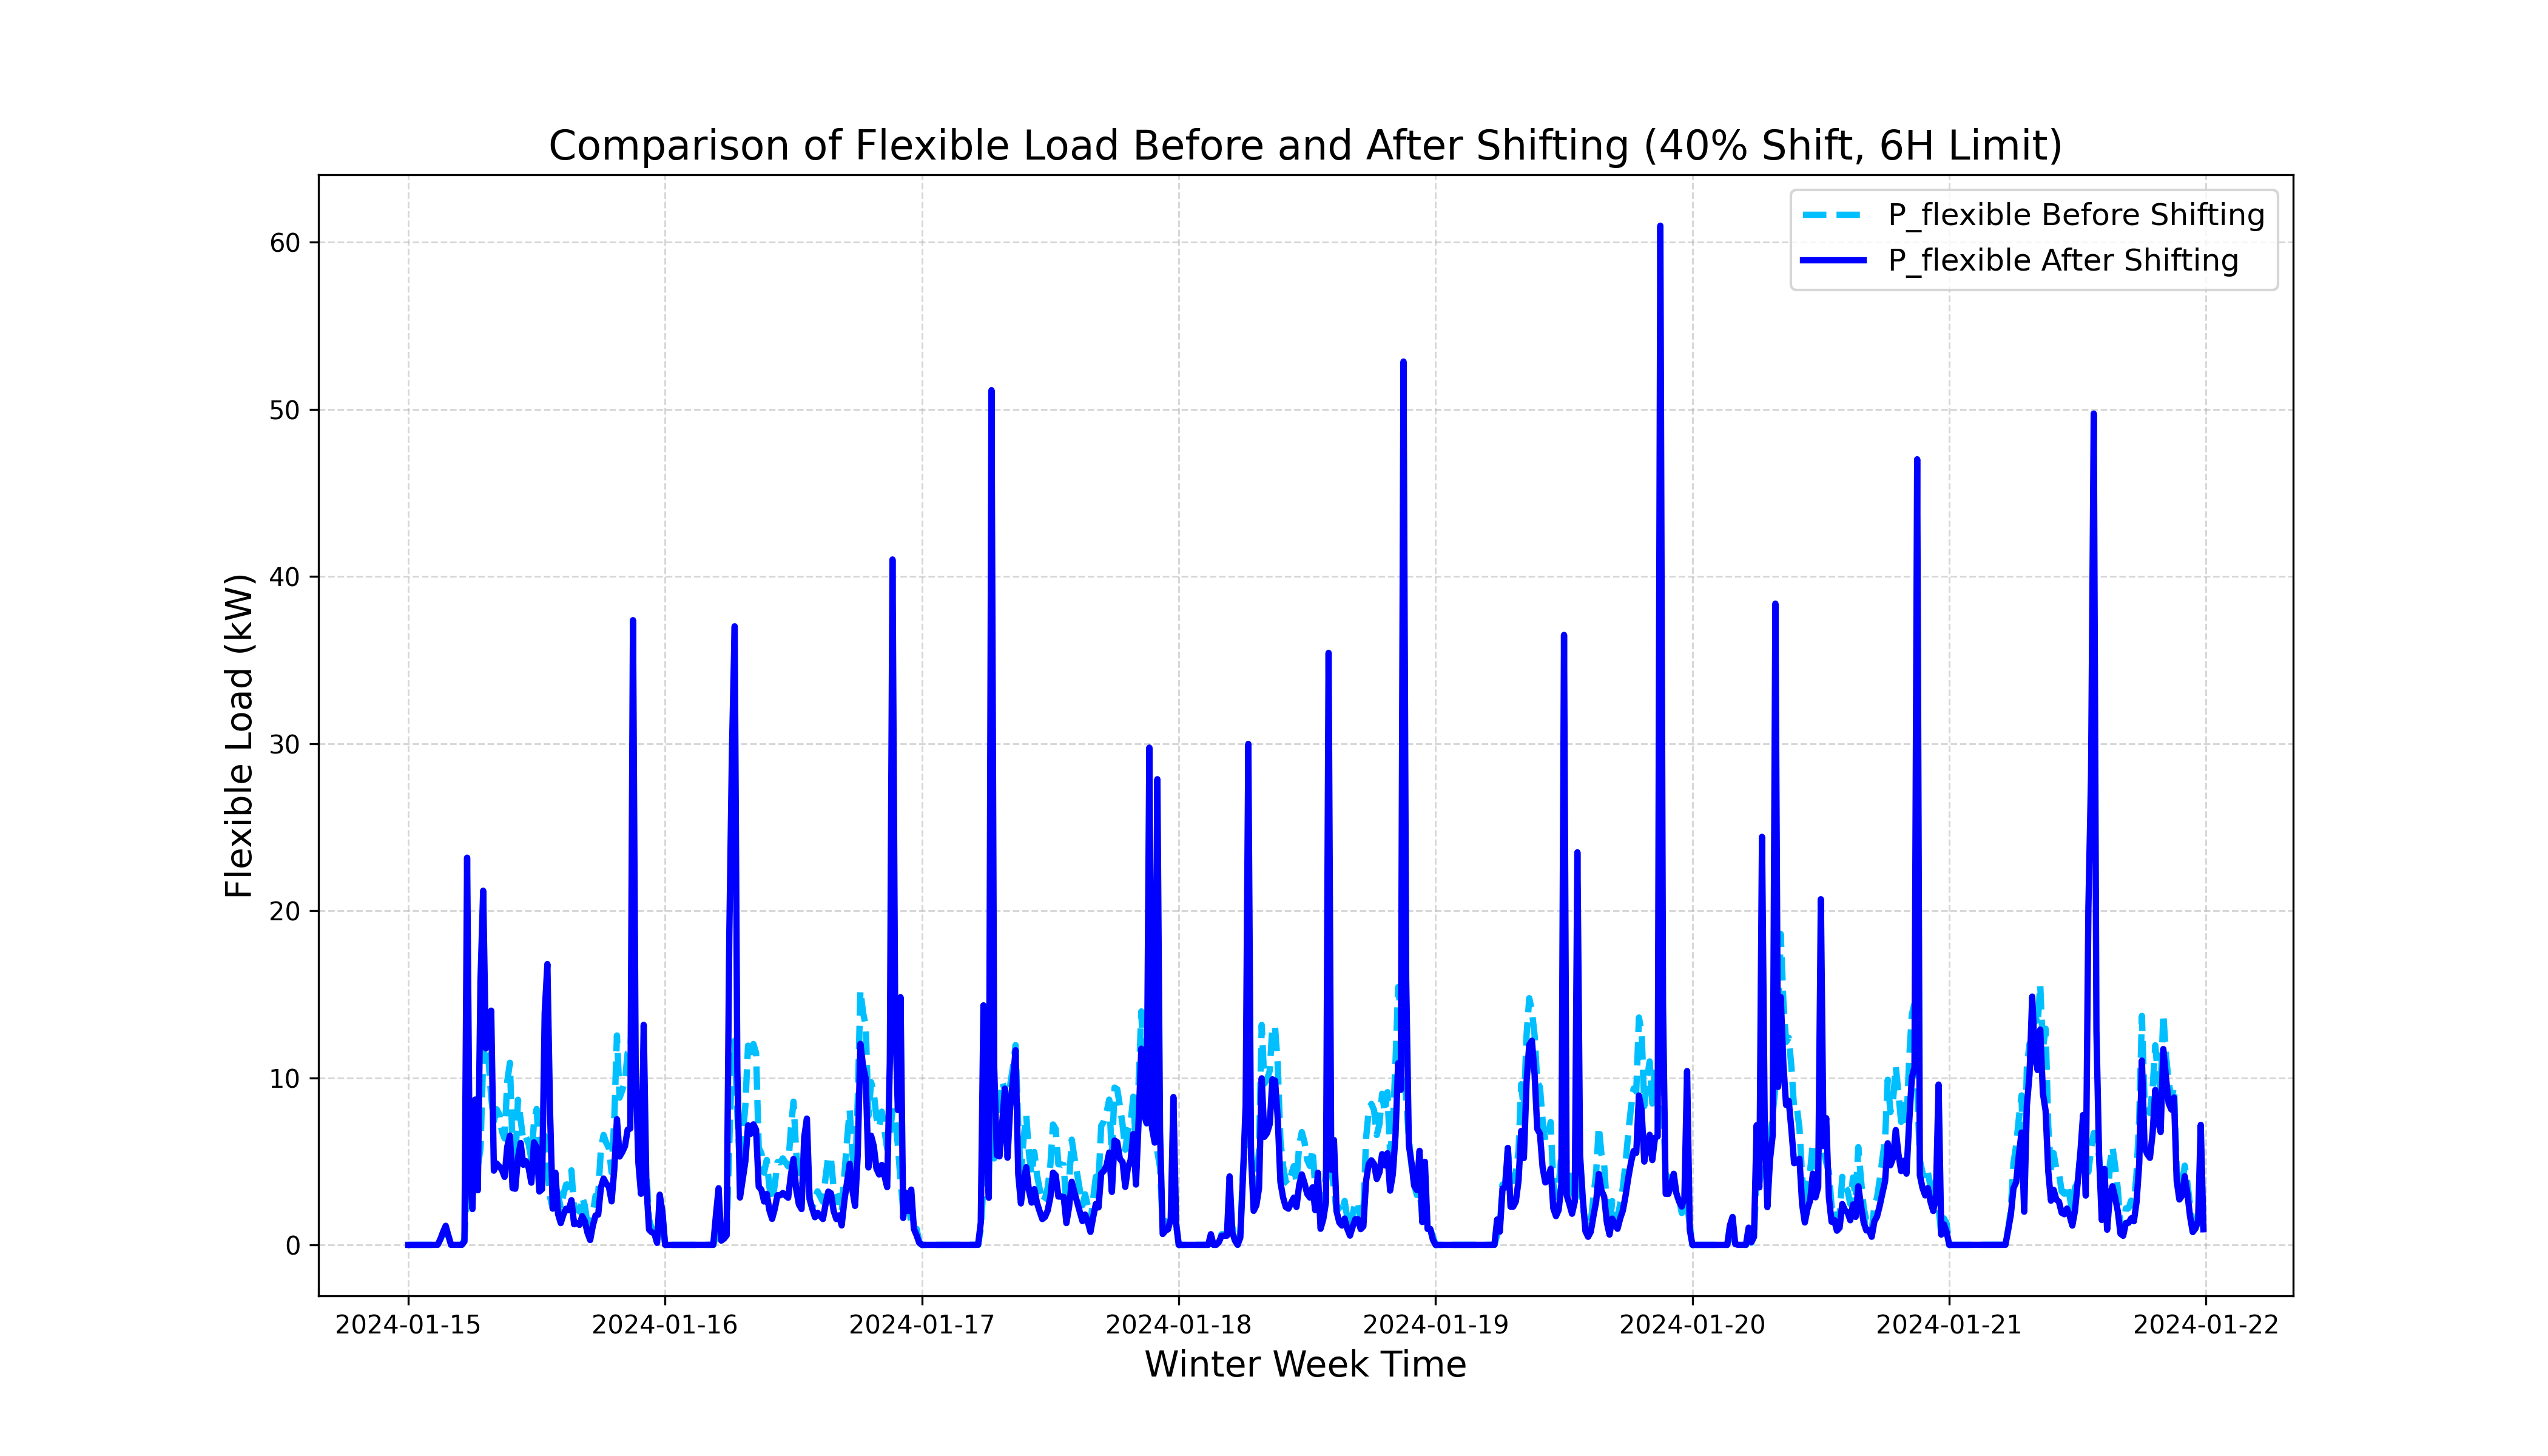 Comparison of Flexible Load Before and After Shifting (40% Shift, 6H Limit)
P_flexible Before Shifting
P_flexible After Shifting
Flexible Load (kW)
60
50
40
30
20
10
0
2024-01-15 2024-01-16 2024-01-17 2024-01-18 2024-01-19 2024-01-20 2024-01-21 2024-01-22
Winter Week Time